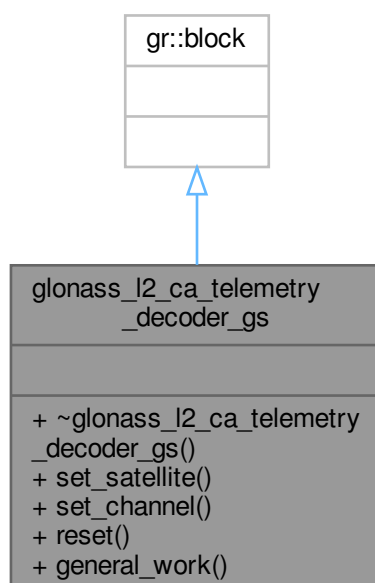 gr::block
glonass_l2_ca_telemetry
_decoder_gs
+ ~glonass_l2_ca_telemetry
_decoder_gs()
+ set_satellite()
+ set_channel()
+ reset()
+ general_work()